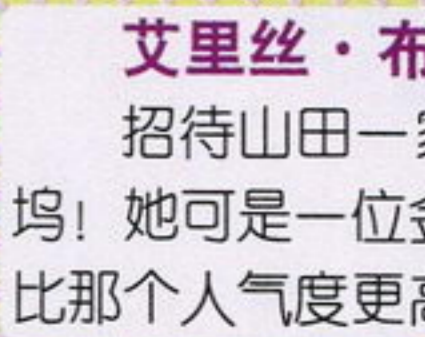 艾里丝·布
招待山田一
坞！她可是一位
比那个人气度更